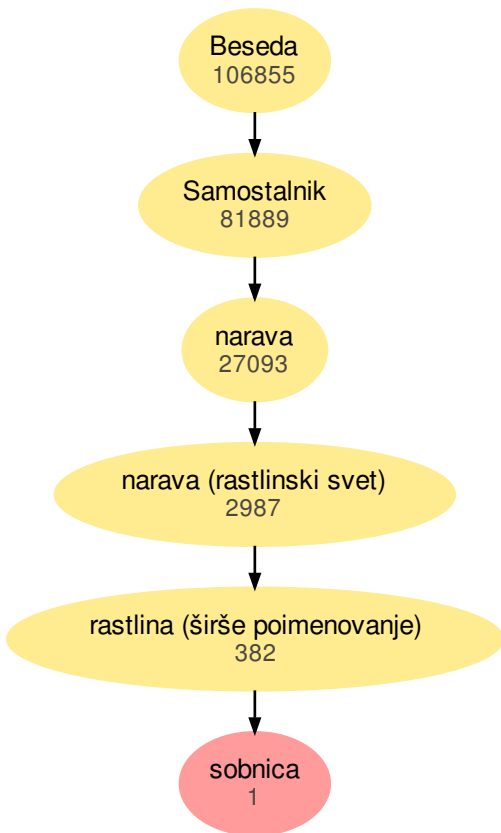 Beseda
106855
Samostalnik
81889
narava
27093
narava (rastlinski svet)
2987
rastlina (širše poimenovanje)
382
sobnica
1